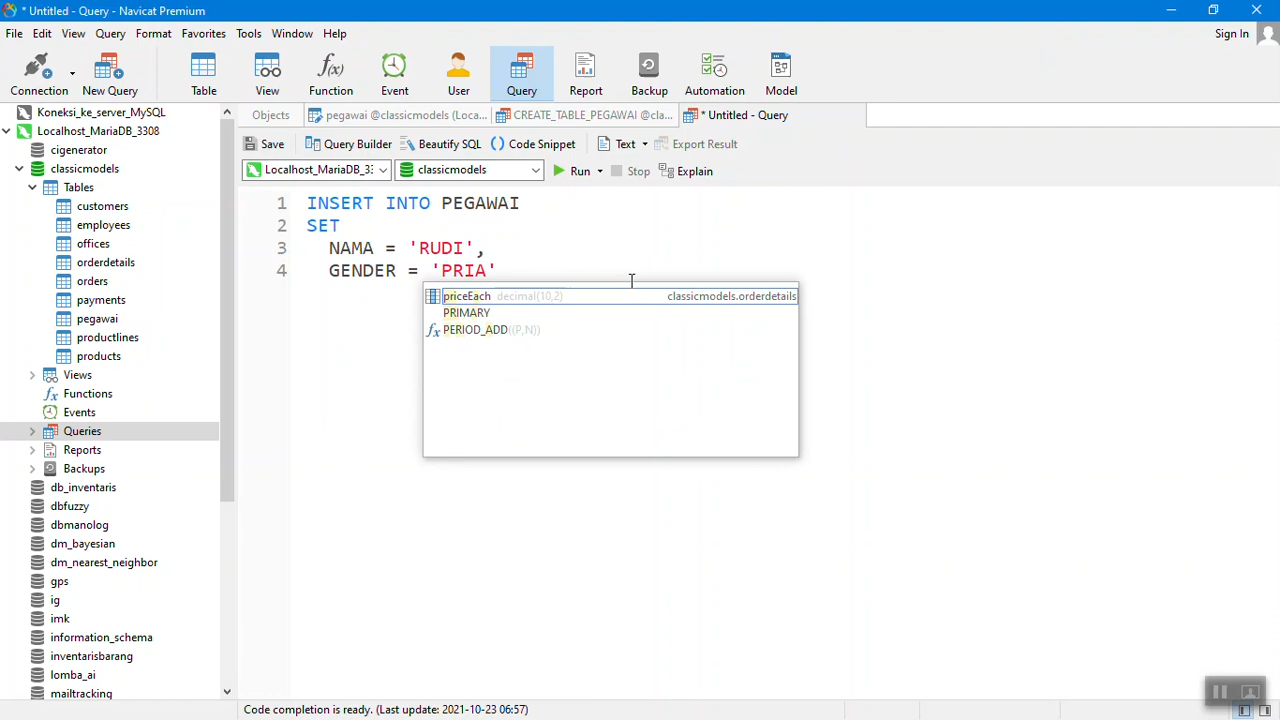 * Untitled - Query - Navicat Premium
File Edit View Query Format Favorites Tools Window Help
Sign In
Connection New Query Table View Function Event User Query Report Backup Automation Model
Objects pegawai @classicmodels (Loca... CREATE_TABLE_PEGAWAI @cla... * Untitled - Query
Save Query Builder Beautify SQL Code Snippet Text Export Result
Localhost_MariaDB_33 classicmodels Run Stop Explain
Koneksi_ke_server_MySQL
Localhost_MariaDB_3308
cigenerator
classicmodels
Tables
customers
employees
offices
orderdetails
orders
payments
pegawai
productlines
products
Views
Functions
Events
Queries
Reports
Backups
db_inventaris
dbfuzzy
dbmanolog
dm_bayesian
dm_nearest_neighbor
gps
ig
imk
information_schema
inventarisbarang
lomba_ai
mailtracking
1 INSERT INTO PEGAWAI
2 SET
3 NAMA = 'RUDI',
4 GENDER = 'PRIA'
priceEach decimal(10,2) classicmodels.orderdetails
PRIMARY
fx PERIOD_ADD((P,N))
Code completion is ready. (Last update: 2021-10-23 06:57)